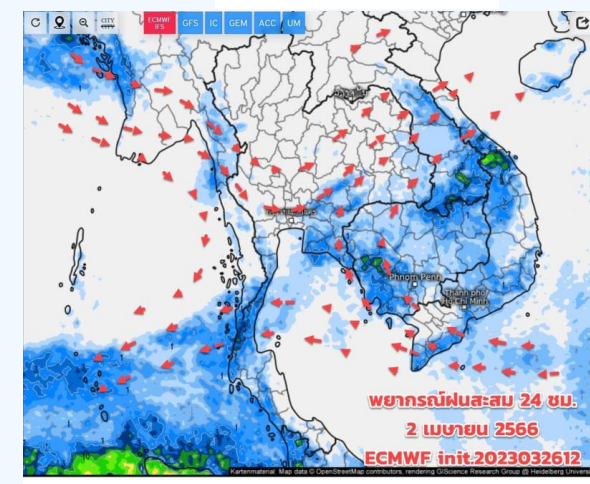 CITY
CITY
ECMWF
IFS
GFS
IC
GEM
ACC
UM
Phnom Penh
Thành phố
Hồ Chí Minh
พยากรณ์ฝนสะสม 24 ชม.
2 เมษายน 2566
ECMWF init.2023032612
Kartenmaterial Map data © OpenStreetMap contributors, rendering GIScience Research Group @ Heidelberg Universi